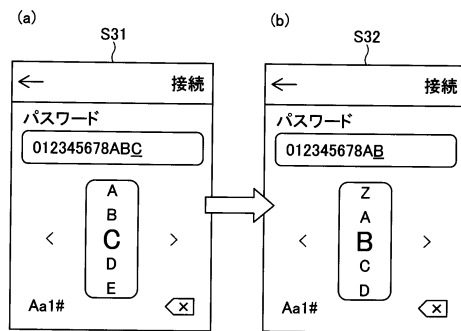 (a)
S31
← 接続
パスワード
012345678ABC
A
B
< C >
D
E
Aa1#
(b)
S32
← 接続
パスワード
012345678AB
Z
A
< B >
C
D
Aa1#